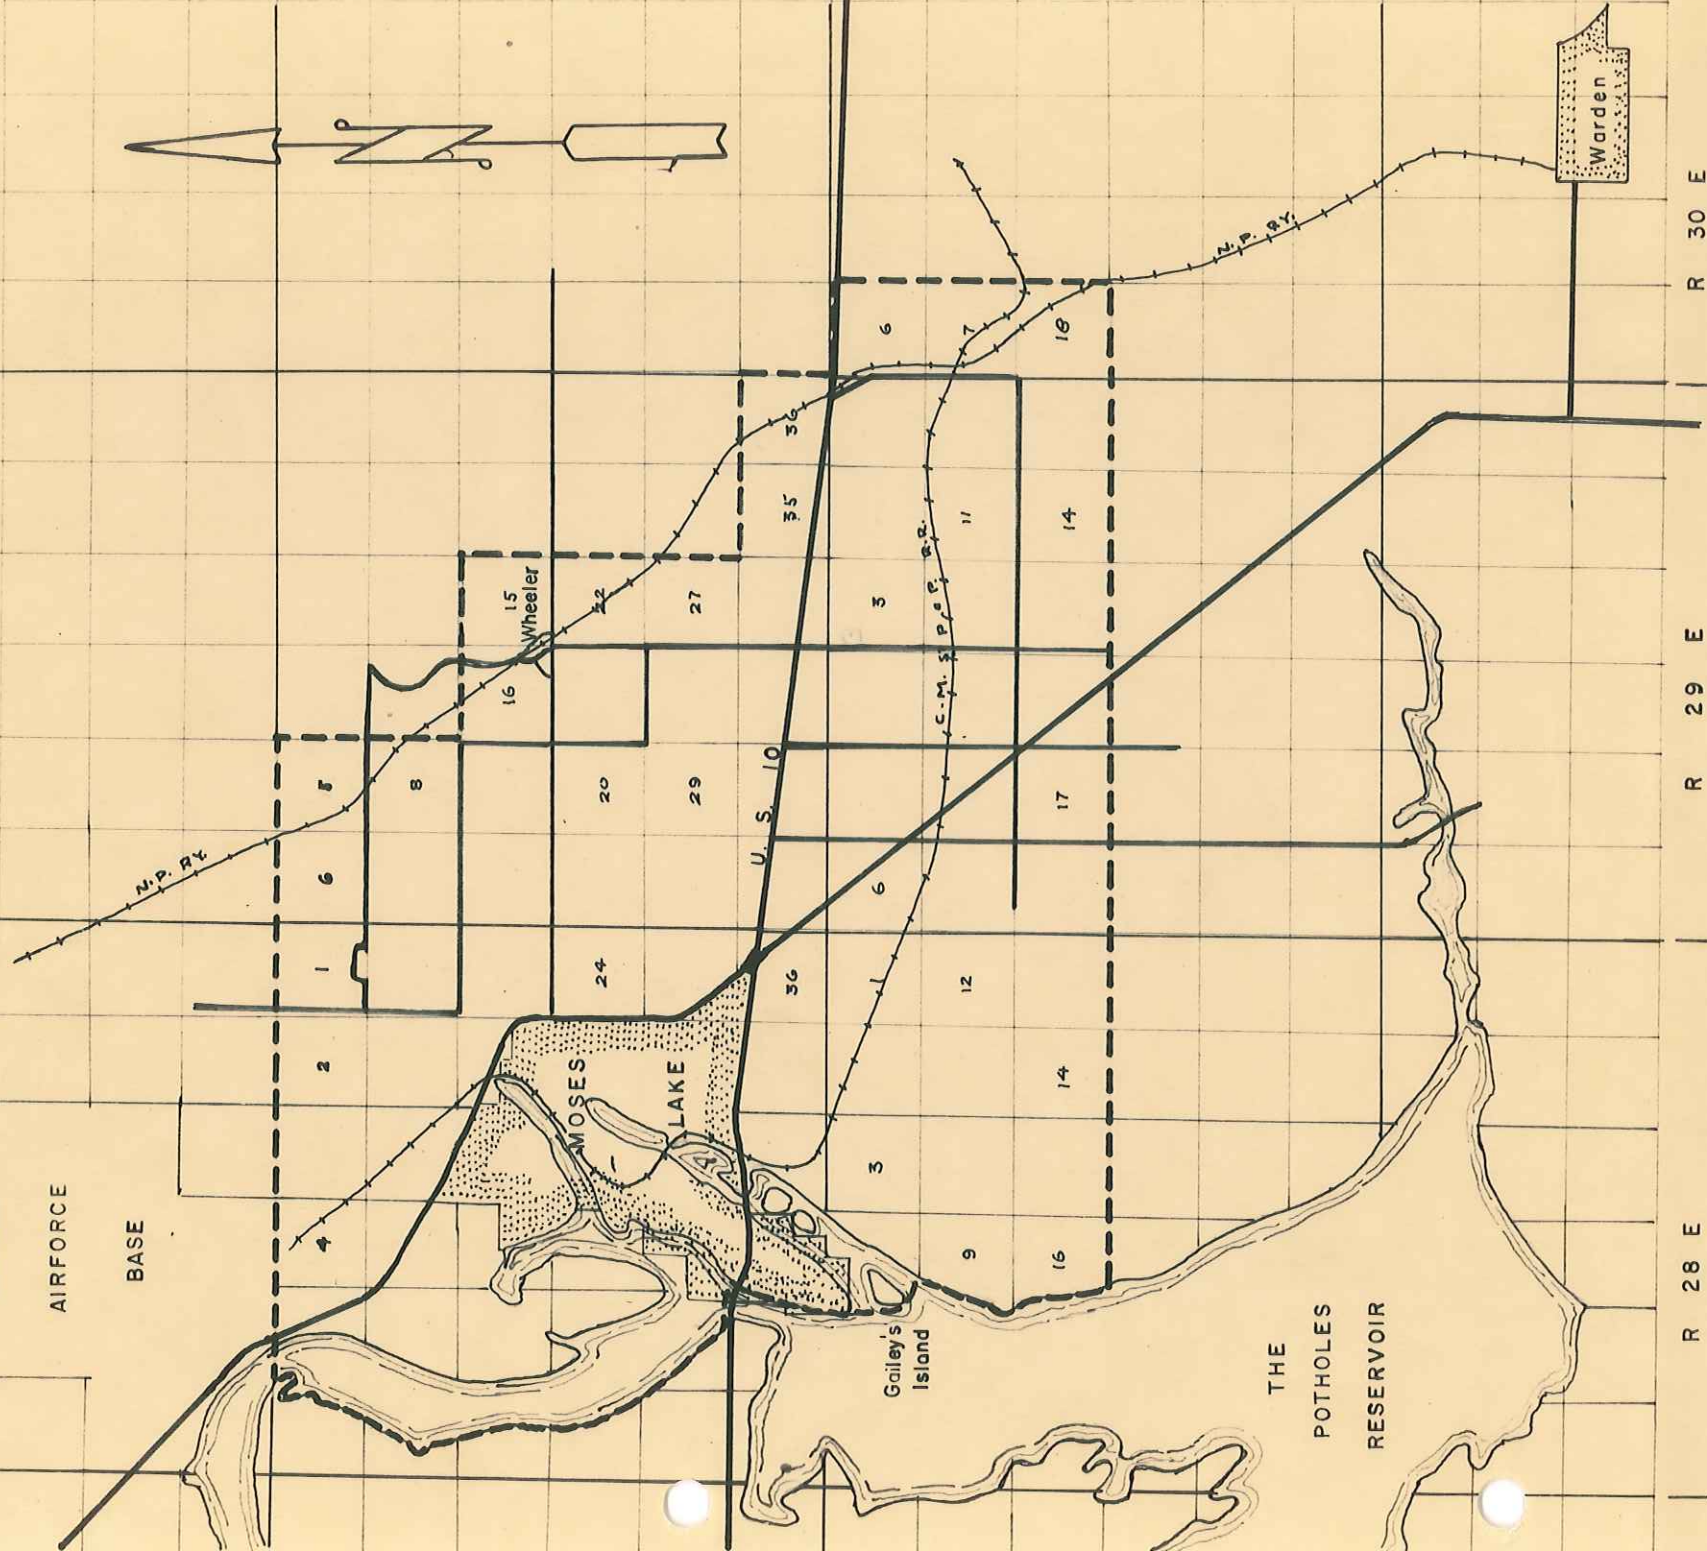 AIRFORCE
BASE
N.P. RY.
5
6
1
2
4
8
15
Wheeler
16
22
20
24
27
29
MOSES
LAKE
36
35
U. S. 10
36
6
3
6
1
3
7
11
C.M. ST. P. & P. R.R.
12
9
18
14
17
14
16
N.P. RY.
Gailey's
Island
THE
POTHOLES
RESERVOIR
Warden
R 30 E
R 29 E
R 28 E